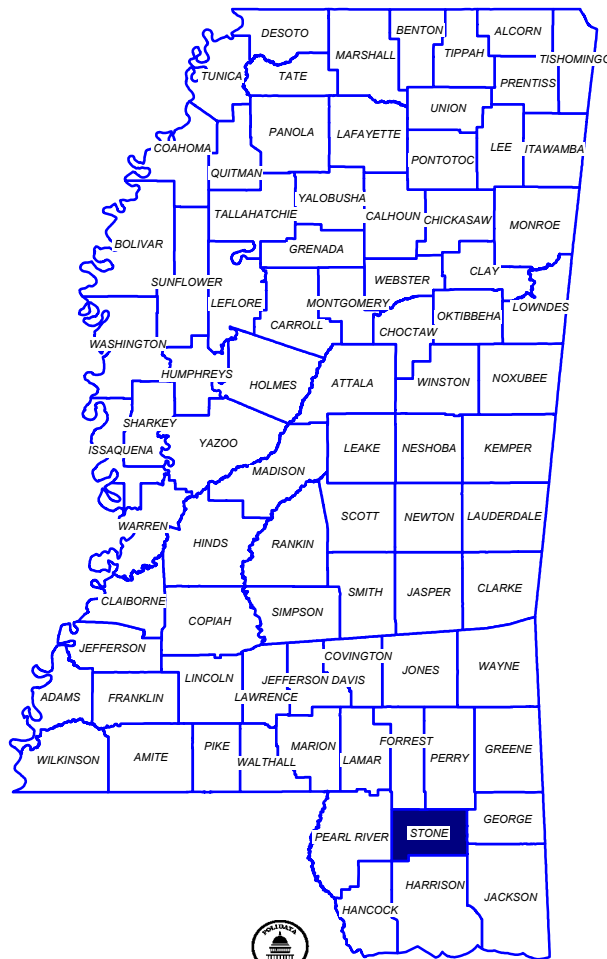 DESOTO
BENTON
ALCORN
MARSHALL
TIPPAH
TISHOMINGO
TUNICA
TATE
PRENTISS
UNION
PANOLA
LAFAYETTE
COAHOMA
LEE
ITAWAMBA
PONTOTOC
QUITMAN
YALOBUSHA
TALLAHATCHIE
CALHOUN
CHICKASAW
MONROE
BOLIVAR
GRENADA
CLAY
SUNFLOWER
WEBSTER
LEFLORE
MONTGOMERY
LOWNDES
OKTIBBEHA
CARROLL
CHOCTAW
WASHINGTON
HUMPHREYS
HOLMES
ATTALA
WINSTON
NOXUBEE
SHARKEY
YAZOO
ISSAQUENA
LEAKE
NESHOBA
KEMPER
MADISON
SCOTT
NEWTON
LAUDERDALE
WARREN
HINDS
RANKIN
SMITH
JASPER
CLARKE
CLAIBORNE
SIMPSON
COPIAH
JEFFERSON
COVINGTON
JONES
WAYNE
LINCOLN
JEFFERSON DAVIS
ADAMS
FRANKLIN
LAWRENCE
FORREST
PIKE
MARION
GREENE
WILKINSON
AMITE
WALTHALL
LAMAR
PERRY
GEORGE
PEARL RIVER
STONE
HARRISON
JACKSON
HANCOCK
POLIDATA